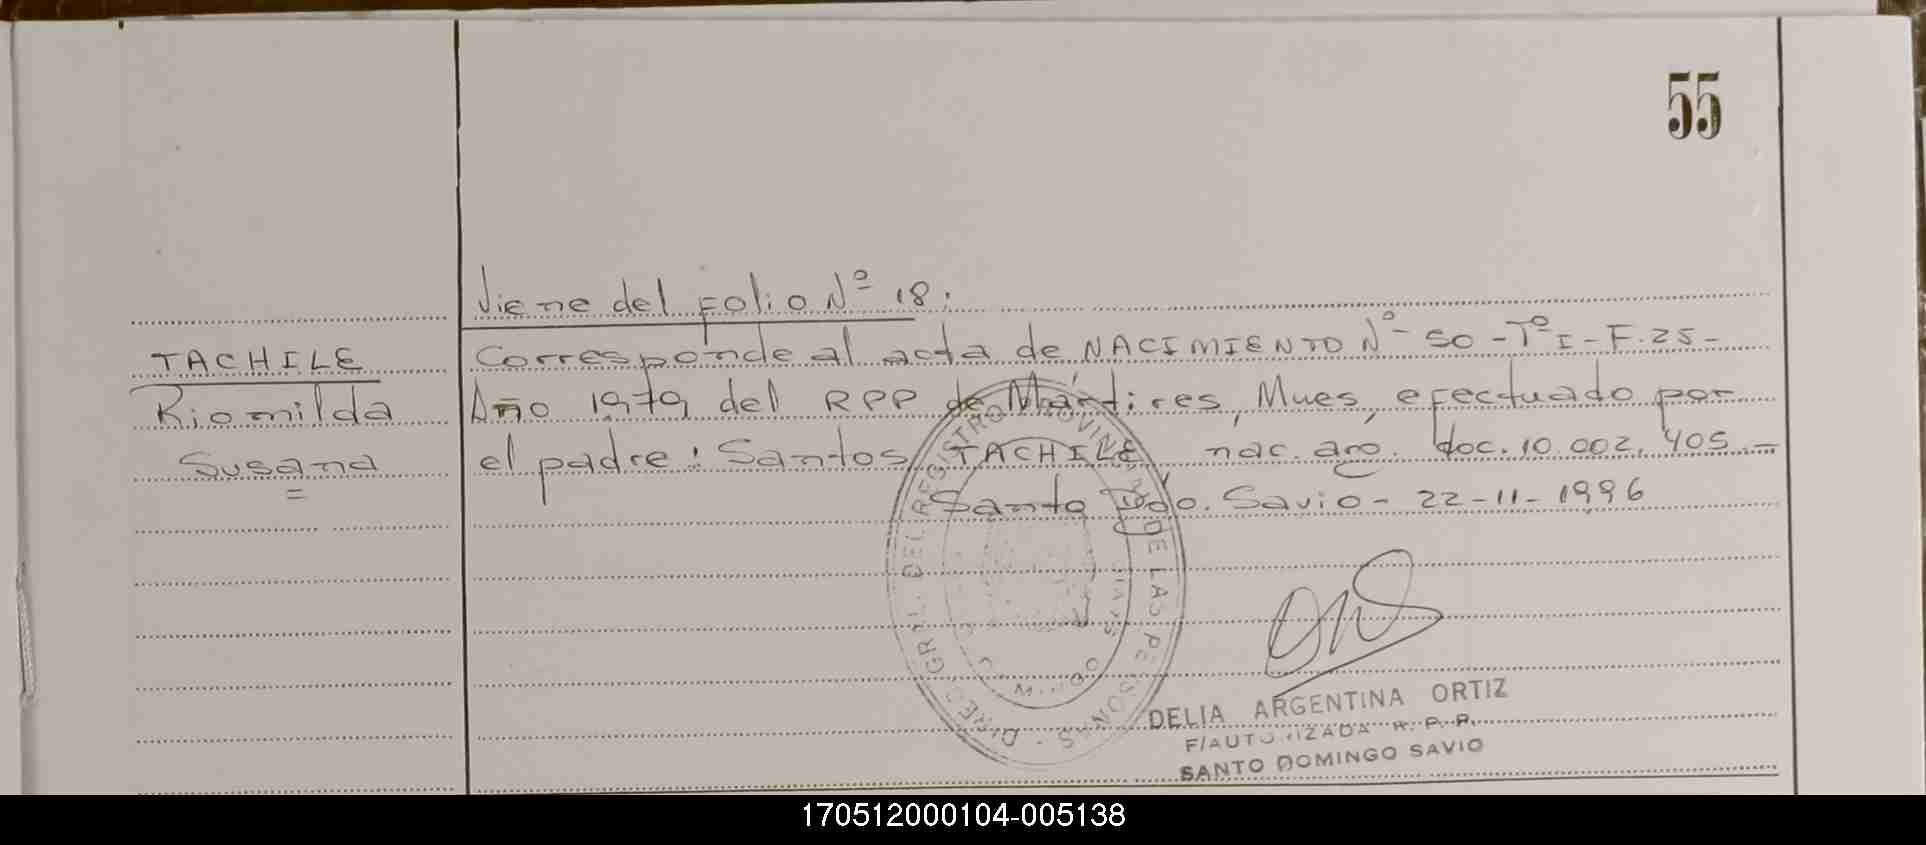 55
Viene del Folio Nº 18:
TACHILE
Riomilda
Susana
Corresponde al acta de NACIMIENTO Nº 50 - Tº I - F. 25 -
Año 1979 del RPP de Mártires, Mnes, efectuado por
el padre: Santos TACHILE nac. arg. doc. 10.002.405.-
Santo Ddo. Savio - 22-11-1996
DELIA ARGENTINA ORTIZ
F/AUTORIZADA R. P. P.
SANTO DOMINGO SAVIO
170512000104-005138